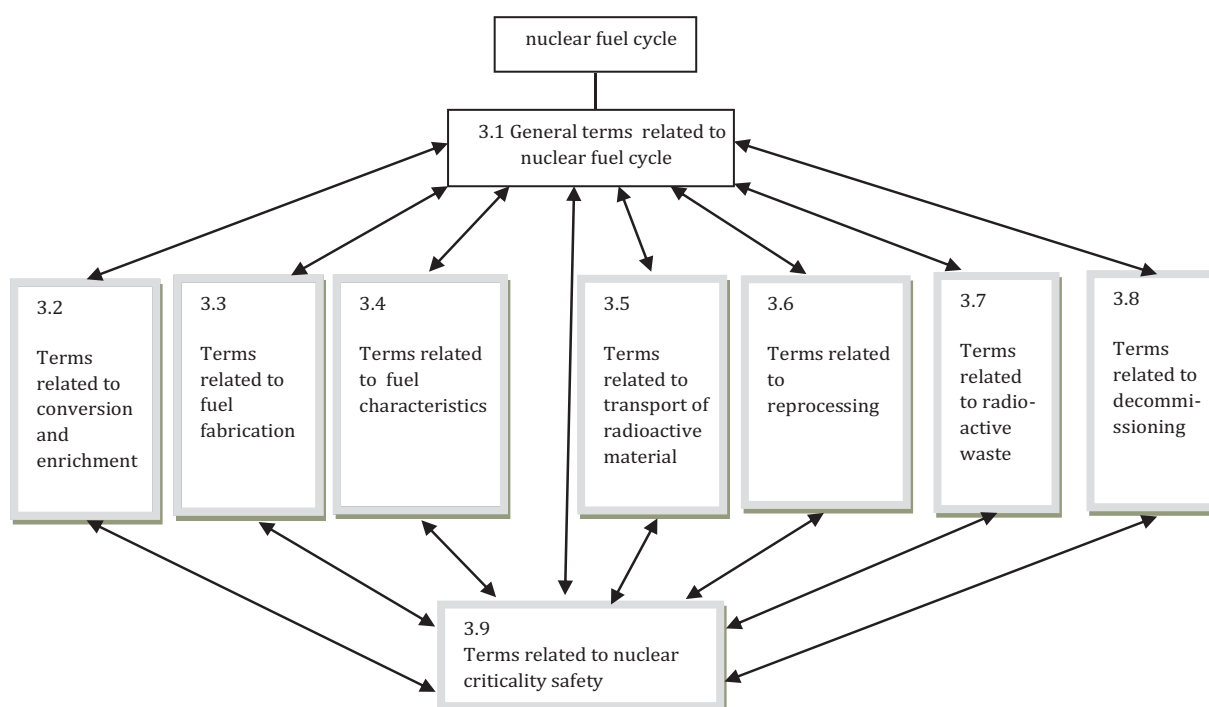 nuclear fuel cycle
3.1 General terms related to
nuclear fuel cycle
3.2
Terms
related to
conversion
and
enrichment
3.3
Terms
related to
fuel
fabrication
3.4
Terms related
to fuel
characteristics
3.5
Terms
related to
transport of
radioactive
material
3.6
Terms related
to
reprocessing
3.7
Terms
related
to radio-
active
waste
3.8
Terms
related to
decommi-
ssioning
3.9
Terms related to nuclear
criticality safety